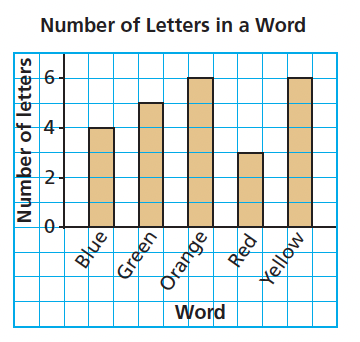 Number of Letters in a Word
Number of letters
6
4
2
0
Blue
Green
Orange
Red
Yellow
Word